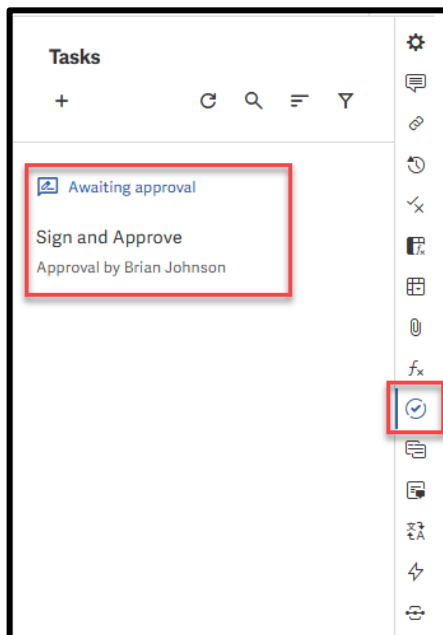 Tasks
Awaiting approval
Sign and Approve
Approval by Brian Johnson